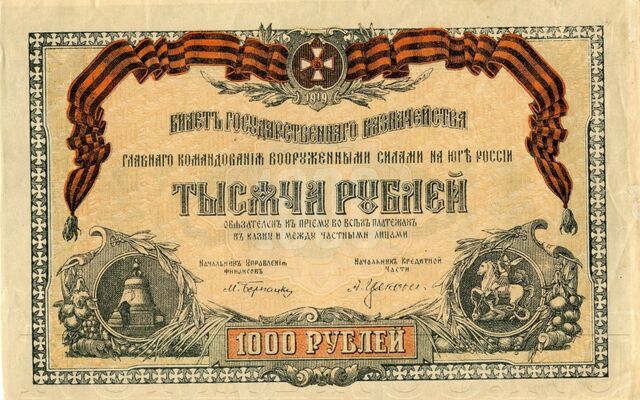 1919
БИЛЕТЪ ГОСУДАРСТВЕННАГО КАЗНАЧЕЙСТВА
ГЛАВНАГО КОМАНДОВАНІЯ ВООРУЖЕННЫМИ СИЛАМИ НА ЮГѢ РОССІИ
ТЫСЯЧА РУБЛЕЙ
ОБЯЗАТЕЛЕНЪ КЪ ПРІЕМУ ВО ВСѢХЪ ПЛАТЕЖАХЪ
ВЪ КАЗНУ И МЕЖДУ ЧАСТНЫМИ ЛИЦАМИ
Начальникъ Управленія
Финансовъ
Начальникъ Кредитной
Части
М. Бернацкій
1000 РУБЛЕЙ